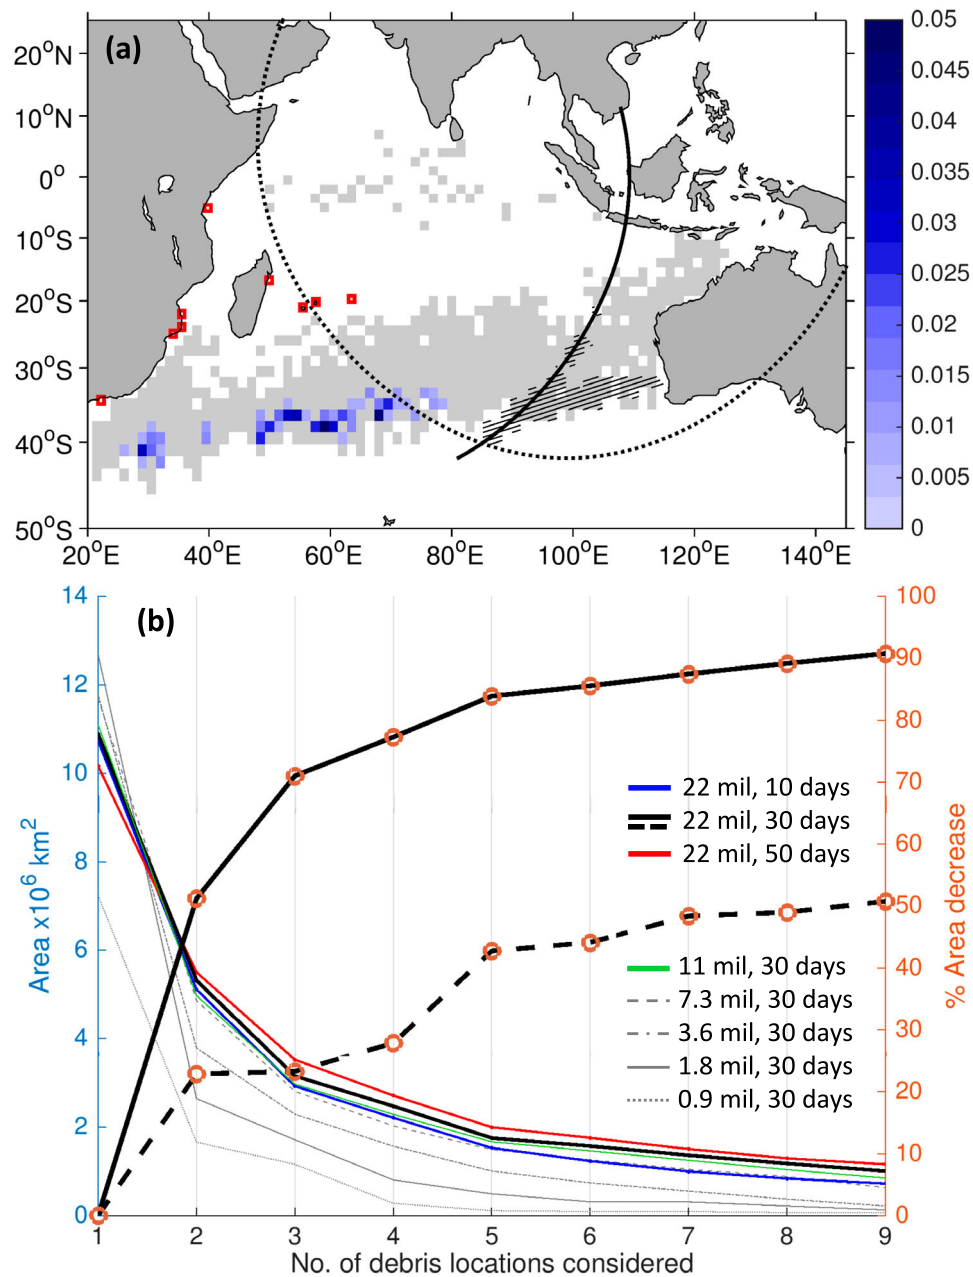 (a)
20°N
10°N
0°
10°S
20°S
30°S
40°S
50°S
20°E
40°E
60°E
80°E
100°E
120°E
140°E
0.05
0.045
0.04
0.035
0.03
0.025
0.02
0.015
0.01
0.005
0
(b)
14
12
10
8
6
4
2
0
Area x10⁶ km²
100
90
80
70
60
50
40
30
20
10
0
% Area decrease
22 mil, 10 days
22 mil, 30 days
22 mil, 50 days
11 mil, 30 days
7.3 mil, 30 days
3.6 mil, 30 days
1.8 mil, 30 days
0.9 mil, 30 days
1 2 3 4 5 6 7 8 9
No. of debris locations considered